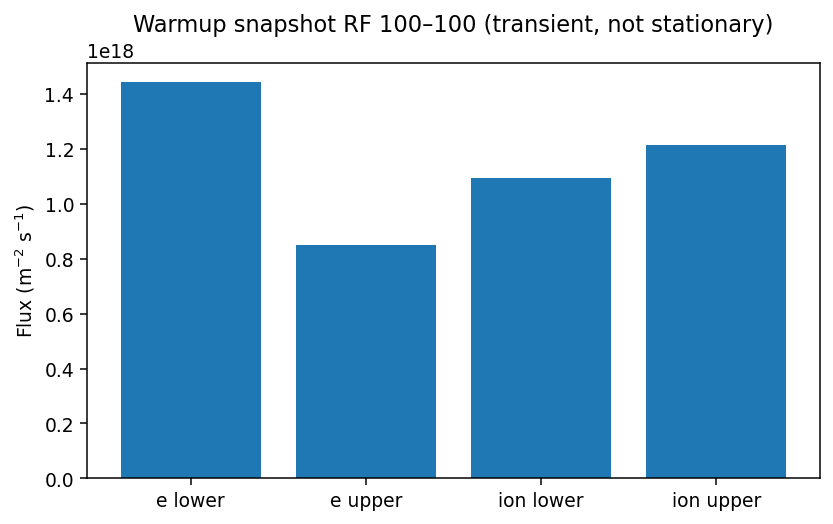 Warmup snapshot RF 100–100 (transient, not stationary)
1e18
Flux (m⁻² s⁻¹)
1.4
1.2
1.0
0.8
0.6
0.4
0.2
0.0
e lower e upper ion lower ion upper